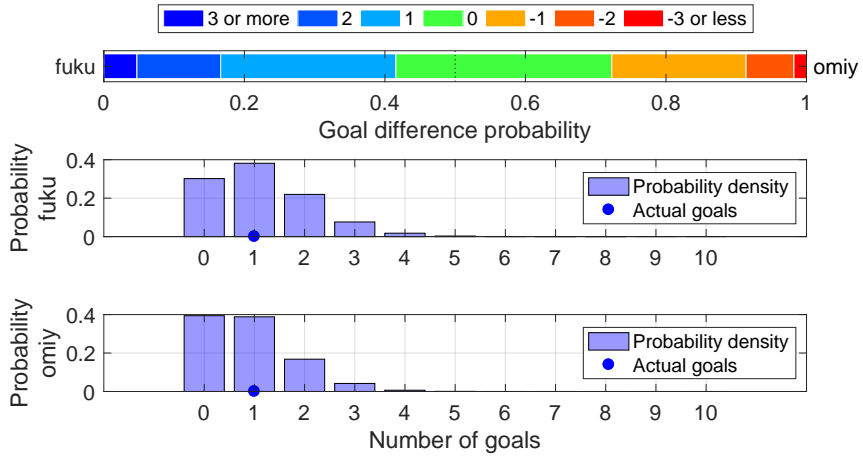 3 or more 2 1 0 -1 -2 -3 or less
fuku omiy
0 0.2 0.4 0.6 0.8 1
Goal difference probability
Probability
fuku
0.4
0.2
0
Probability density
Actual goals
0 1 2 3 4 5 6 7 8 9 10
Probability
omiy
0.4
0.2
0
Probability density
Actual goals
0 1 2 3 4 5 6 7 8 9 10
Number of goals